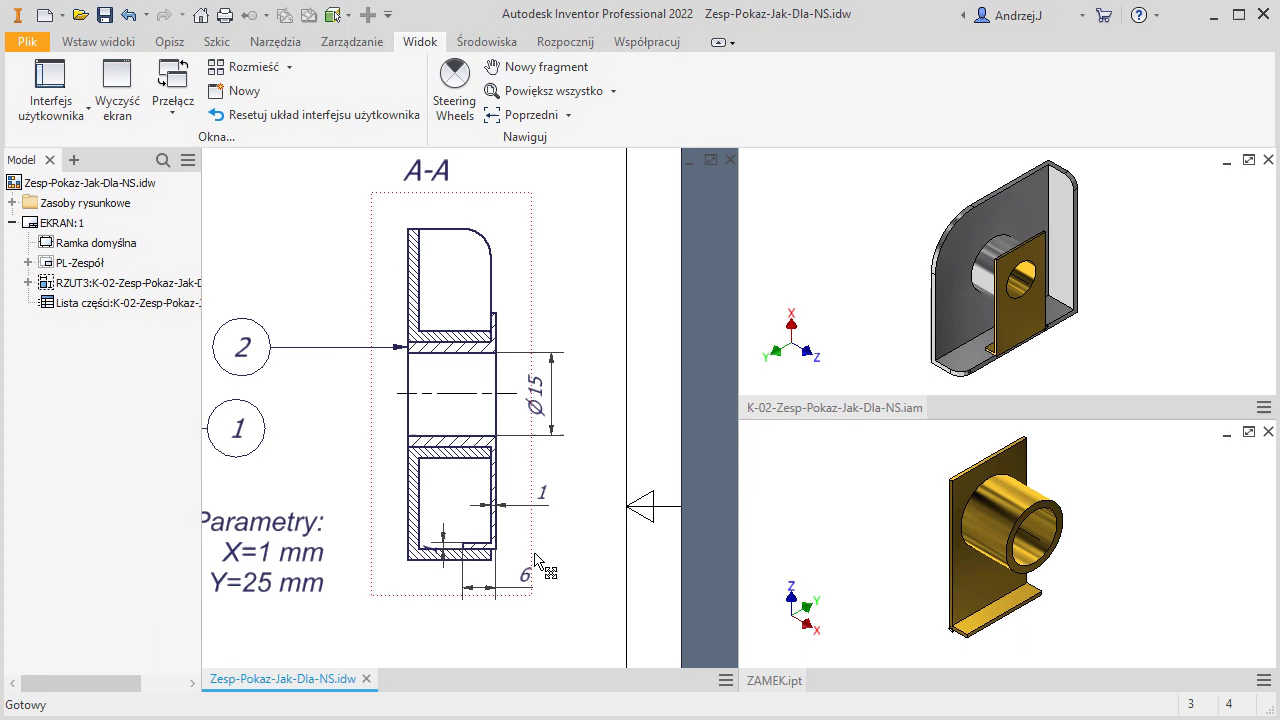 Autodesk Inventor Professional 2022 Zesp-Pokaz-Jak-Dla-NS.idw
AndrzejJ
Plik Wstaw widoki Opisz Szkic Narzędzia Zarządzanie Widok Środowiska Rozpocznij Współpracuj
Interfejs użytkownika
Wyczyść ekran
Przełącz
Rozmieść
Nowy
Resetuj układ interfejsu użytkownika
Okna...
Steering Wheels
Nowy fragment
Powiększ wszystko
Poprzedni
Nawiguj
Model
Zesp-Pokaz-Jak-Dla-NS.idw
Zasoby rysunkowe
EKRAN:1
Ramka domyślna
PL-Zespół
RZUT3:K-02-Zesp-Pokaz-Jak-D
Lista części:K-02-Zesp-Pokaz-
A-A
2
1
Ø15
1
6
Parametry:
X=1 mm
Y=25 mm
X
Y
Z
K-02-Zesp-Pokaz-Jak-Dla-NS.iam
Z
Y
X
Zesp-Pokaz-Jak-Dla-NS.idw
ZAMEK.ipt
Gotowy
3 4